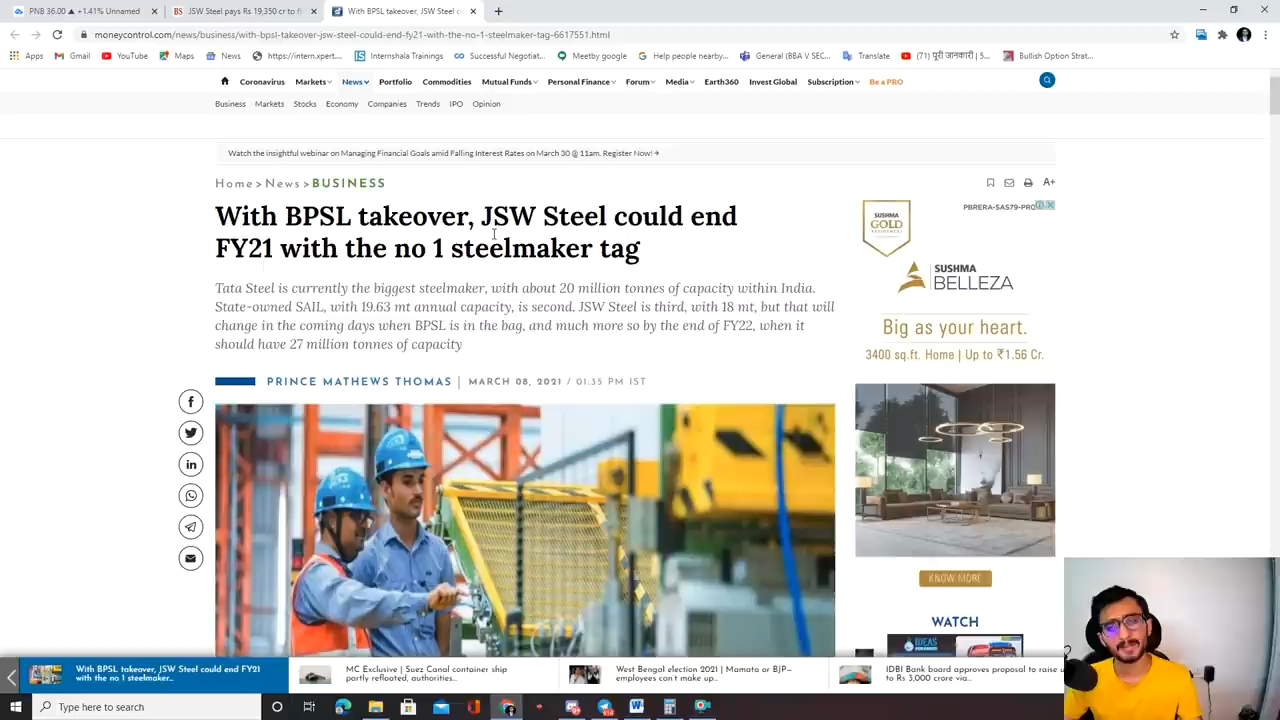 PNB 36.00 ▲ +1.41% Unnamed
JSW Steel pays Rs 19,350 cr to fi
With BPSL takeover, JSW Steel c
moneycontrol.com/news/business/with-bpsl-takeover-jsw-steel-could-end-fy21-with-the-no-1-steelmaker-tag-6617551.html
Apps
Gmail
YouTube
Maps
News
https://intern.xpert...
Internshala Trainings
Successful Negotiat...
Meetby google
Help people nearby...
General (BBA V SEC...
Translate
(71) पूरी जानकारी | 5...
Bullish Option Strat...
Coronavirus
Markets
News
Portfolio
Commodities
Mutual Funds
Personal Finance
Forum
Media
Earth360
Invest Global
Subscription
Be a PRO
Business
Markets
Stocks
Economy
Companies
Trends
IPO
Opinion
Watch the insightful webinar on Managing Financial Goals amid Falling Interest Rates on March 30 @ 11am. Register Now!
Home > News > BUSINESS
A+
With BPSL takeover, JSW Steel could end
FY21 with the no 1 steelmaker tag
Tata Steel is currently the biggest steelmaker, with about 20 million tonnes of capacity within India.
State-owned SAIL, with 19.63 mt annual capacity, is second. JSW Steel is third, with 18 mt, but that will
change in the coming days when BPSL is in the bag, and much more so by the end of FY22, when it
should have 27 million tonnes of capacity
PRINCE MATHEWS THOMAS | MARCH 08, 2021 / 01:35 PM IST
PBRERA-SAS79-PRO
SUSHMA
GOLD
SUSHMA
BELLEZA
Big as your heart.
3400 sq.ft. Home | Up to ₹1.56 Cr.
KNOW MORE
WATCH
IDEAS
With BPSL takeover, JSW Steel could end FY21
with the no 1 steelmaker...
MC Exclusive | Suez Canal container ship
partly refloated, authorities...
West Bengal election 2021 | Mamata or BJP—
employees can't make up...
IDBI Bank board approves proposal to raise u
to Rs 3,000 crore via...
Type here to search